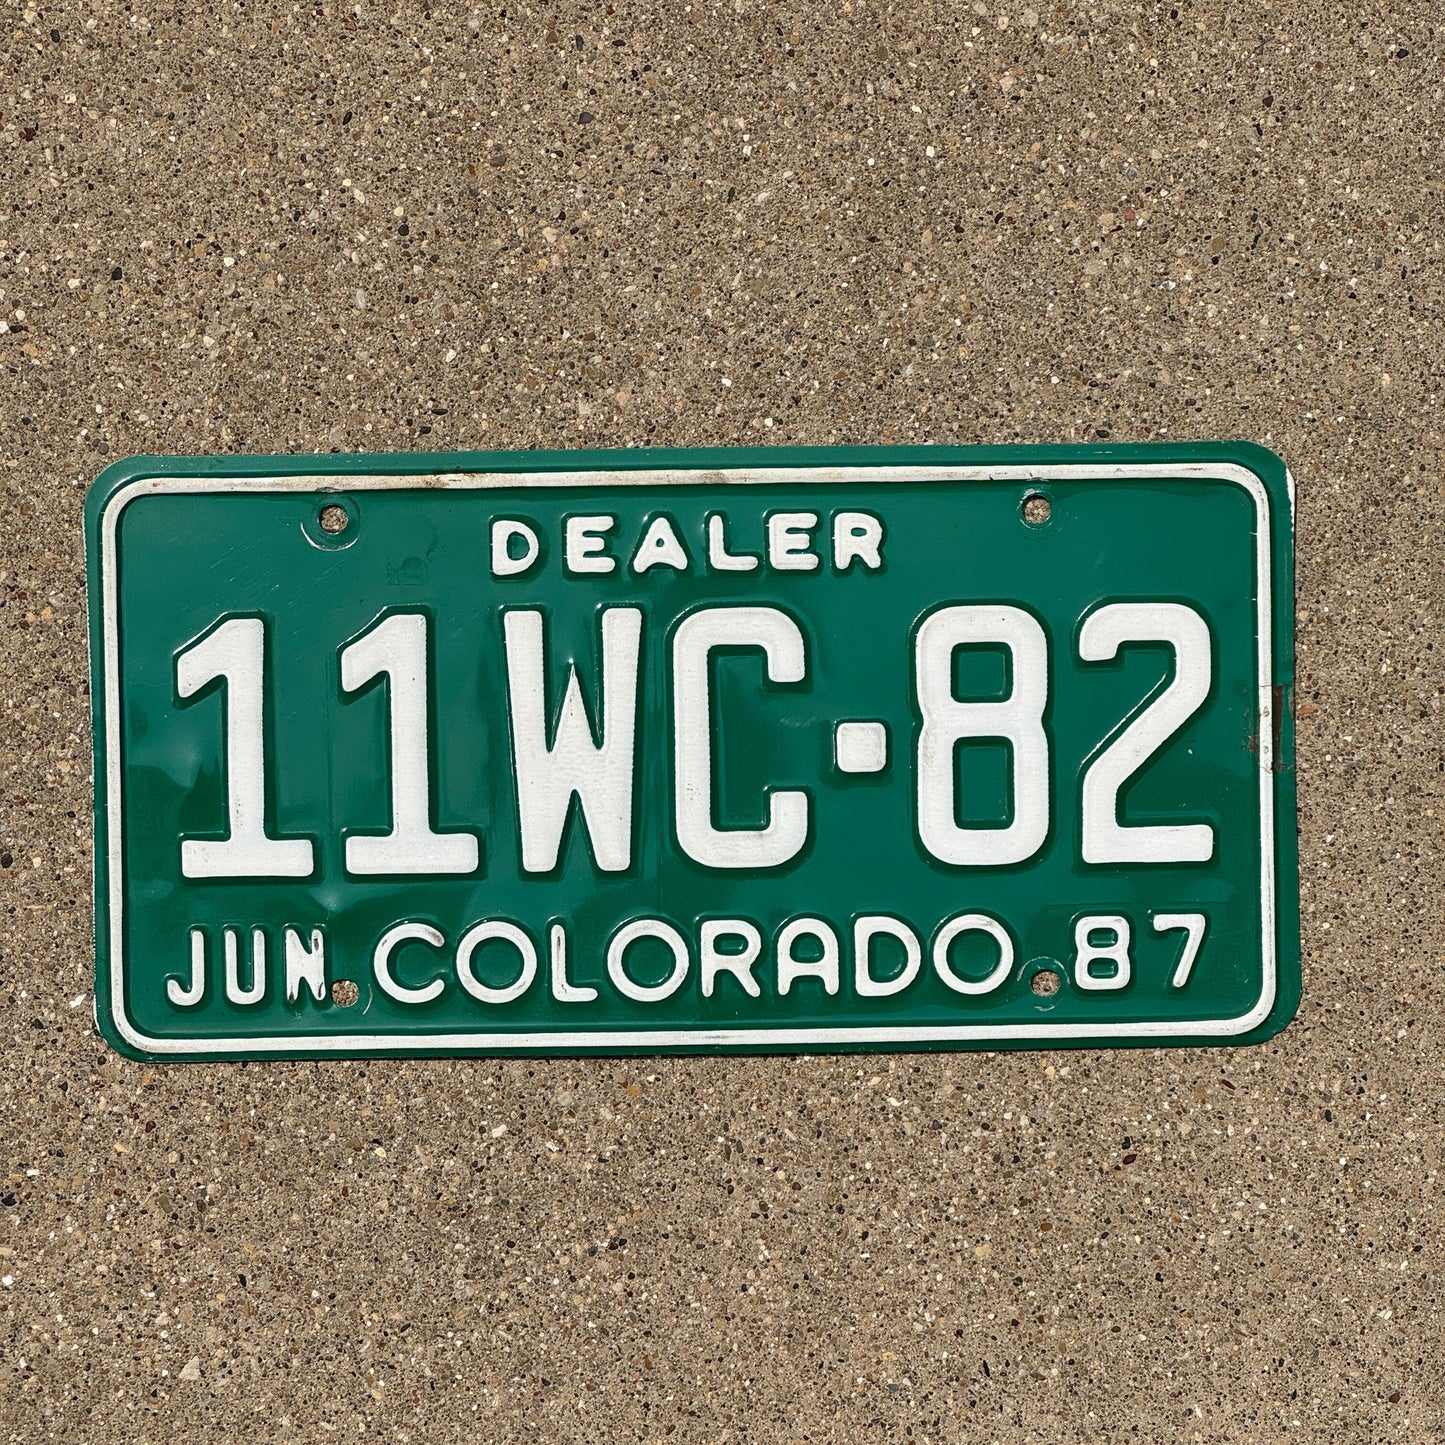 DEALER
11WC-82
JUN COLORADO 87